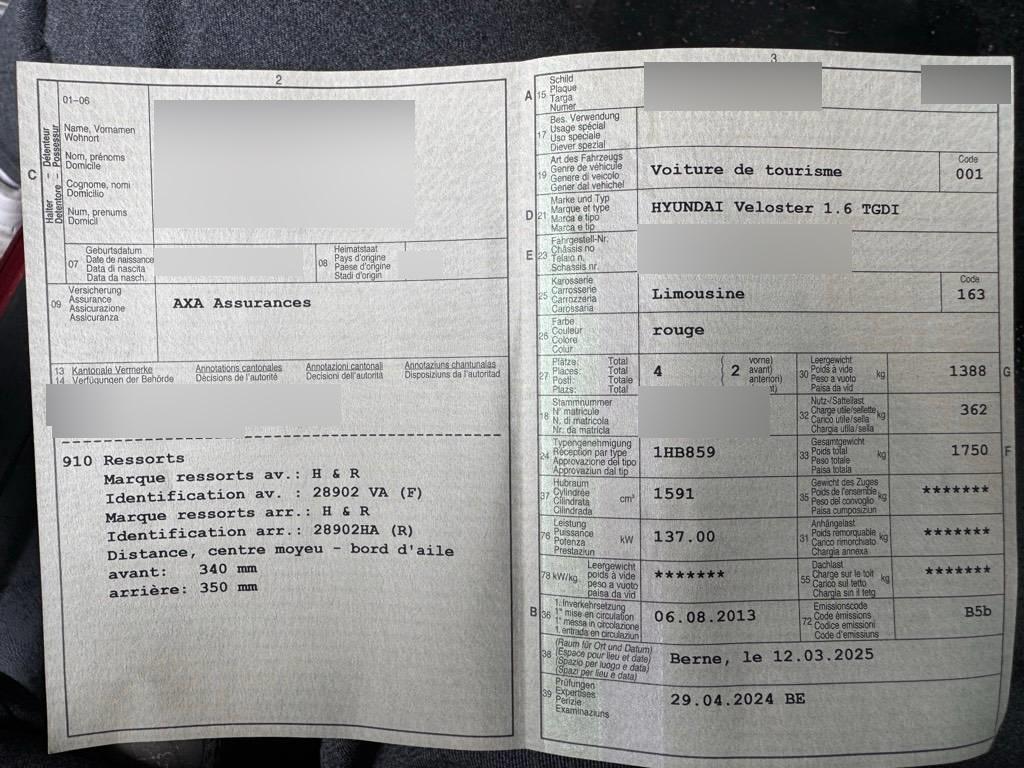 2
Halter – Détenteur
Detentore – Possessur
C
01-06
Name, Vornamen
Wohnort
Nom, prénoms
Domicile
Cognome, nomi
Domicilio
Num, prenums
Domicil
07
Geburtsdatum
Date de naissance
Data di nascita
Data da nasch.
08
Heimatstaat
Pays d'origine
Paese d'origine
Stadi d'origin
09
Versicherung
Assurance
Assicurazione
Assicuranza
AXA Assurances
13 Kantonale Vermerke
14 Verfügungen der Behörde
Annotations cantonales
Décisions de l'autorité
Annotazioni cantonali
Decisioni dell'autorità
Annotaziuns chantunalas
Disposiziuns da l'autoritad
910 Ressorts
Marque ressorts av.: H & R
Identification av. : 28902 VA (F)
Marque ressorts arr.: H & R
Identification arr.: 28902HA (R)
Distance, centre moyeu - bord d'aile
avant: 340 mm
arrière: 350 mm
3
A 15
Schild
Plaque
Targa
Numer
17
Bes. Verwendung
Usage spécial
Uso speciale
Diever spezial
19
Art des Fahrzeugs
Genre de véhicule
Genere di veicolo
Gener dal vehichel
Voiture de tourisme
Code
001
D 21
Marke und Typ
Marque et type
Marca e tipo
Marca e tip
HYUNDAI Veloster 1.6 TGDI
E 23
Fahrgestell-Nr.
Châssis no
Telaio n.
Schassis nr.
25
Karosserie
Carrosserie
Carrozzeria
Carossaria
Limousine
Code
163
26
Farbe
Couleur
Colore
Colur
rouge
27
Plätze: Total
Places: Total
Posti: Totale
Plazs: Total
4 ( 2 vorne)
avant)
anteriori)
30
Leergewicht
Poids à vide
Peso a vuoto
Paisa da vid
kg
1388
G
18
Stammnummer
N° matricule
N. di matricola
Nr. da matricla
32
Nutz-/Sattellast
Charge utile/sellette
Carico utile/sella
Chargia utila/sella
kg
362
24
Typengenehmigung
Réception par type
Approvazione del tipo
Approvaziun dal tip
1HB859
33
Gesamtgewicht
Poids total
Peso totale
Paisa totala
kg
1750
F
37
Hubraum
Cylindrée
Cilindrata
Cilindrada
cm³
1591
35
Gewicht des Zuges
Poids de l'ensemble
Peso del convoglio
Paisa cumposiziun
kg
*******
76
Leistung
Puissance
Potenza
Prestaziun
kW
137.00
31
Anhängelast
Poids remorquable
Carico rimorchiato
Chargia annexa
kg
*******
78 kW/kg
Leergewicht
poids à vide
peso a vuoto
paisa da vid
*******
55
Dachlast
Charge sur le toit
Carico sul tetto
Chargia sin il tetg
kg
*******
B 36
1. Inverkehrsetzung
1re mise en circulation
1a messa in circolazione
1. entrada en circulaziun
06.08.2013
72
Emissionscode
Code émissions
Codice emissioni
Code d'emissiuns
B5b
38
(Raum für Ort und Datum)
(Espace pour lieu et date)
(Spazio per luogo e data)
(Spazi per lieu e data)
Berne, le 12.03.2025
39
Prüfungen
Expertises
Perizie
Examinaziuns
29.04.2024 BE